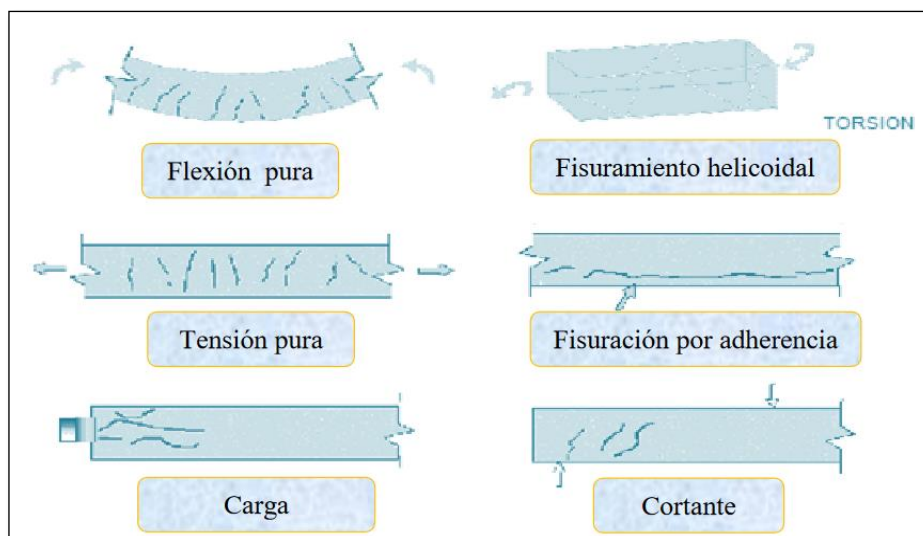 TORSION
Flexión pura
Fisuramiento helicoidal
Tensión pura
Fisuración por adherencia
Carga
Cortante